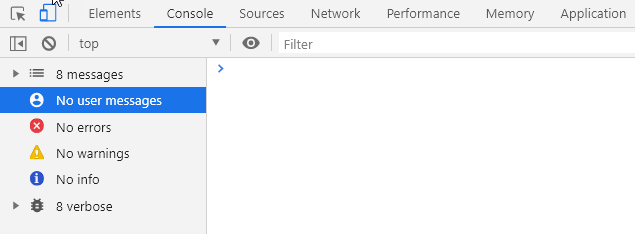 Elements Console Sources Network Performance Memory Application
top Filter
8 messages
No user messages
No errors
No warnings
No info
8 verbose